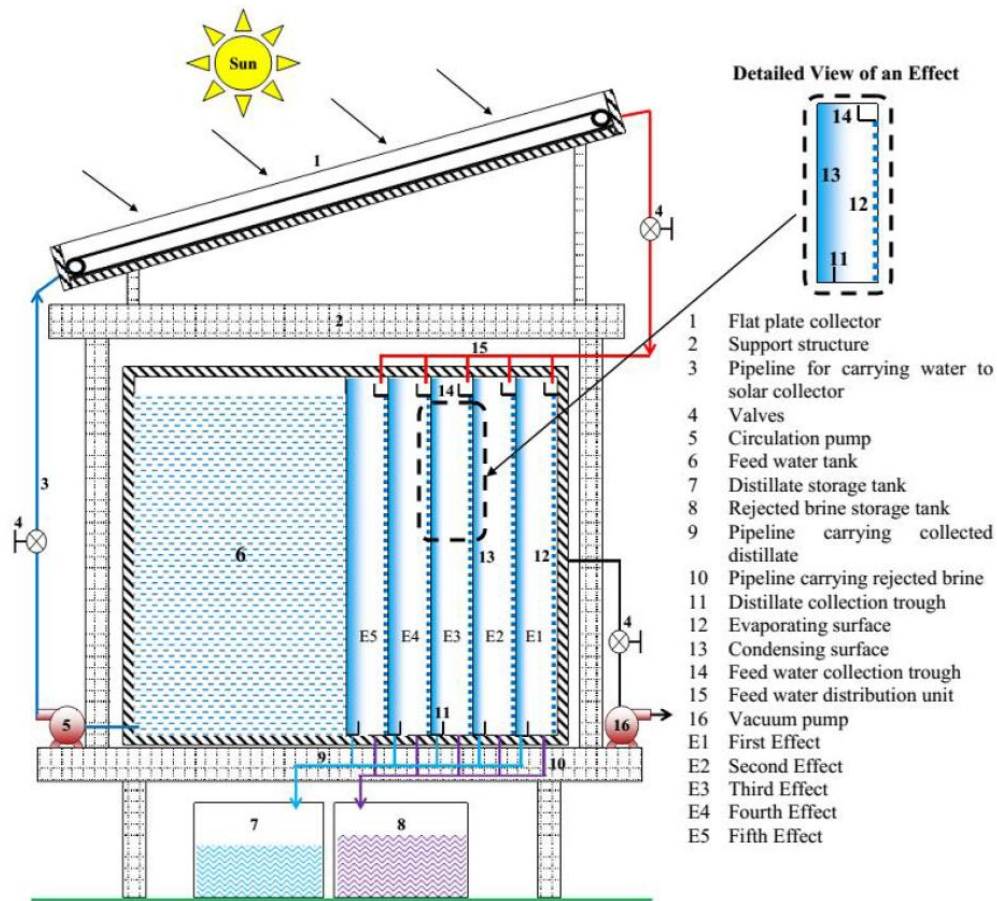 Sun
Detailed View of an Effect
14
13
12
11
1
4
2
15
3
4
6
14
13
12
E5
E4
E3
E2
E1
11
4
5
16
9
10
7
8
1 Flat plate collector
2 Support structure
3 Pipeline for carrying water to
solar collector
4 Valves
5 Circulation pump
6 Feed water tank
7 Distillate storage tank
8 Rejected brine storage tank
9 Pipeline carrying collected
distillate
10 Pipeline carrying rejected brine
11 Distillate collection trough
12 Evaporating surface
13 Condensing surface
14 Feed water collection trough
15 Feed water distribution unit
16 Vacuum pump
E1 First Effect
E2 Second Effect
E3 Third Effect
E4 Fourth Effect
E5 Fifth Effect